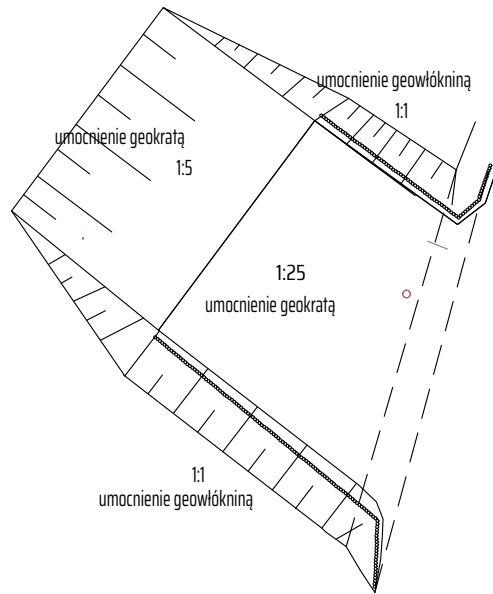 umocnienie geowłókniną
1:1
umocnienie geokratą
1:5
1:25
umocnienie geokratą
1:1
umocnienie geowłókniną